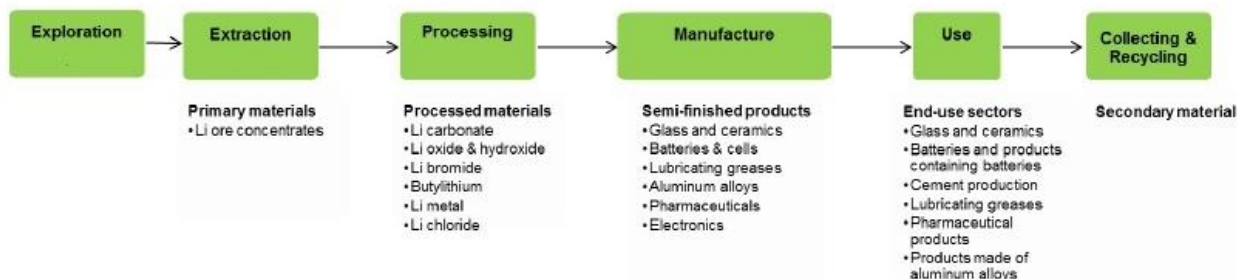 Exploration
Extraction
Processing
Manufacture
Use
Collecting &
Recycling
Primary materials
•Li ore concentrates
Processed materials
•Li carbonate
•Li oxide & hydroxide
•Li bromide
•Butylithium
•Li metal
•Li chloride
Semi-finished products
•Glass and ceramics
•Batteries & cells
•Lubricating greases
•Aluminum alloys
•Pharmaceuticals
•Electronics
End-use sectors
•Glass and ceramics
•Batteries and products
containing batteries
•Cement production
•Lubricating greases
•Pharmaceutical
products
•Products made of
aluminum alloys
Secondary material